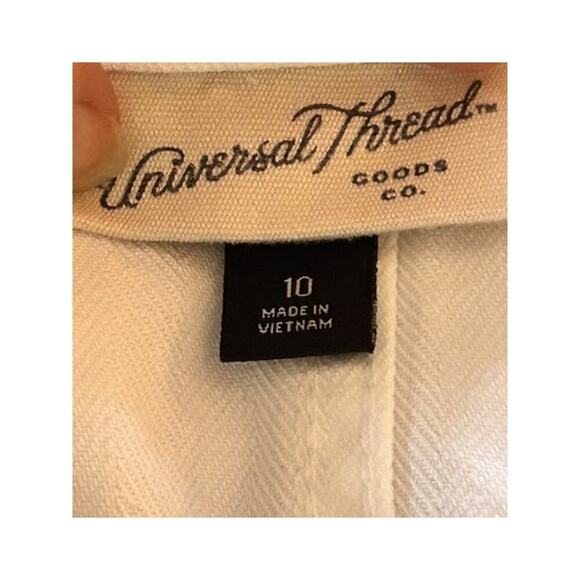 Universal Thread™
GOODS
CO.
10
MADE IN
VIETNAM